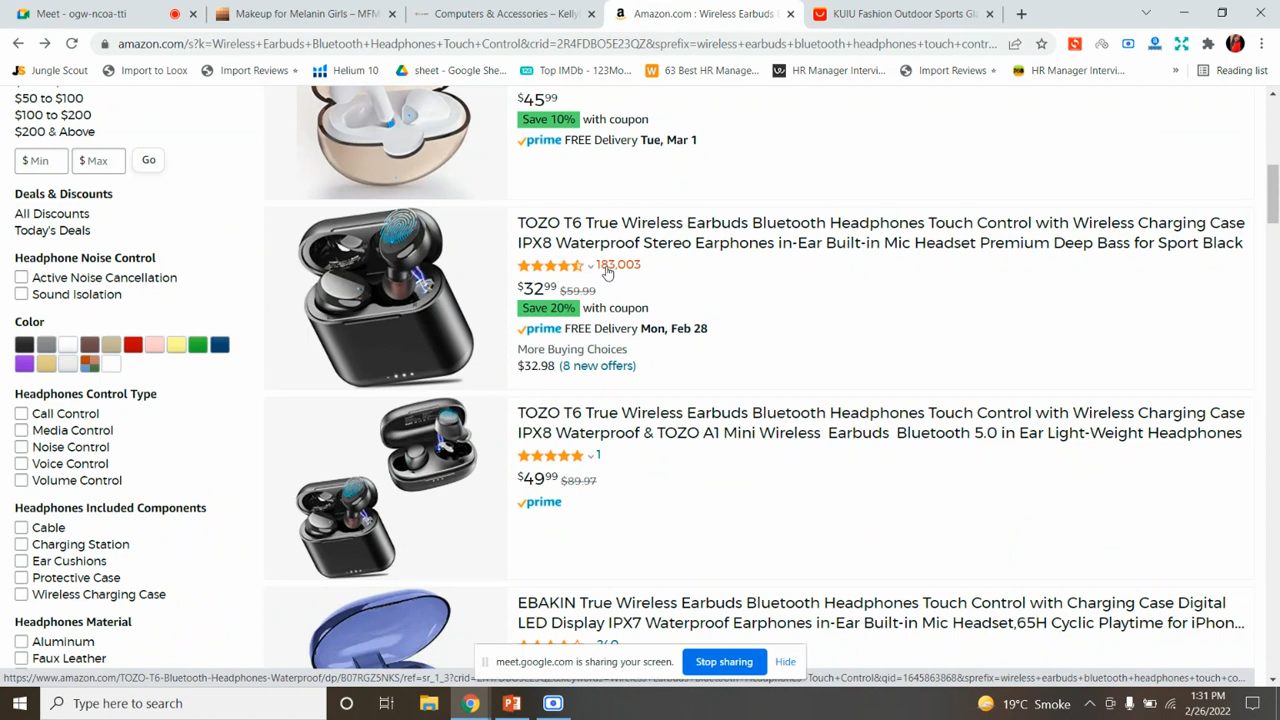 Meet - ogw-ncoa-ti
Makeup for Melanin Girls – MFM
Computers & Accessories – Kelly
Amazon.com : Wireless Earbuds
KUIU Fashion Outdoor Sports Gl
amazon.com/s?k=Wireless+Earbuds+Bluetooth+Headphones+Touch+Control&crid=2R4FDBO5E23QZ&sprefix=wireless+earbuds+bluetooth+headphones+touch+contr...
Jungle Scout
Import to Loox
Import Reviews
Helium 10
sheet - Google She...
Top IMDb - 123Mo...
63 Best HR Manage...
HR Manager Intervi...
Import Reviews
HR Manager Intervi...
»
Reading list
$50 to $100
$100 to $200
$200 & Above
$ Min
$ Max
Go
Deals & Discounts
All Discounts
Today's Deals
Headphone Noise Control
Active Noise Cancellation
Sound Isolation
Color
Headphones Control Type
Call Control
Media Control
Noise Control
Voice Control
Volume Control
Headphones Included Components
Cable
Charging Station
Ear Cushions
Protective Case
Wireless Charging Case
Headphones Material
Aluminum
Faux Leather
$45 99
Save 10% with coupon
prime FREE Delivery Tue, Mar 1
TOZO T6 True Wireless Earbuds Bluetooth Headphones Touch Control with Wireless Charging Case
IPX8 Waterproof Stereo Earphones in-Ear Built-in Mic Headset Premium Deep Bass for Sport Black
183,003
$32 99 $59.99
Save 20% with coupon
prime FREE Delivery Mon, Feb 28
More Buying Choices
$32.98 (8 new offers)
TOZO T6 True Wireless Earbuds Bluetooth Headphones Touch Control with Wireless Charging Case
IPX8 Waterproof & TOZO A1 Mini Wireless Earbuds Bluetooth 5.0 in Ear Light-Weight Headphones
1
$49 99 $89.97
prime
EBAKIN True Wireless Earbuds Bluetooth Headphones Touch Control with Charging Case Digital
LED Display IPX7 Waterproof Earphones in-Ear Built-in Mic Headset,65H Cyclic Playtime for iPhon...
meet.google.com is sharing your screen.
Stop sharing
Hide
Type here to search
19°C Smoke
1:31 PM
2/26/2022